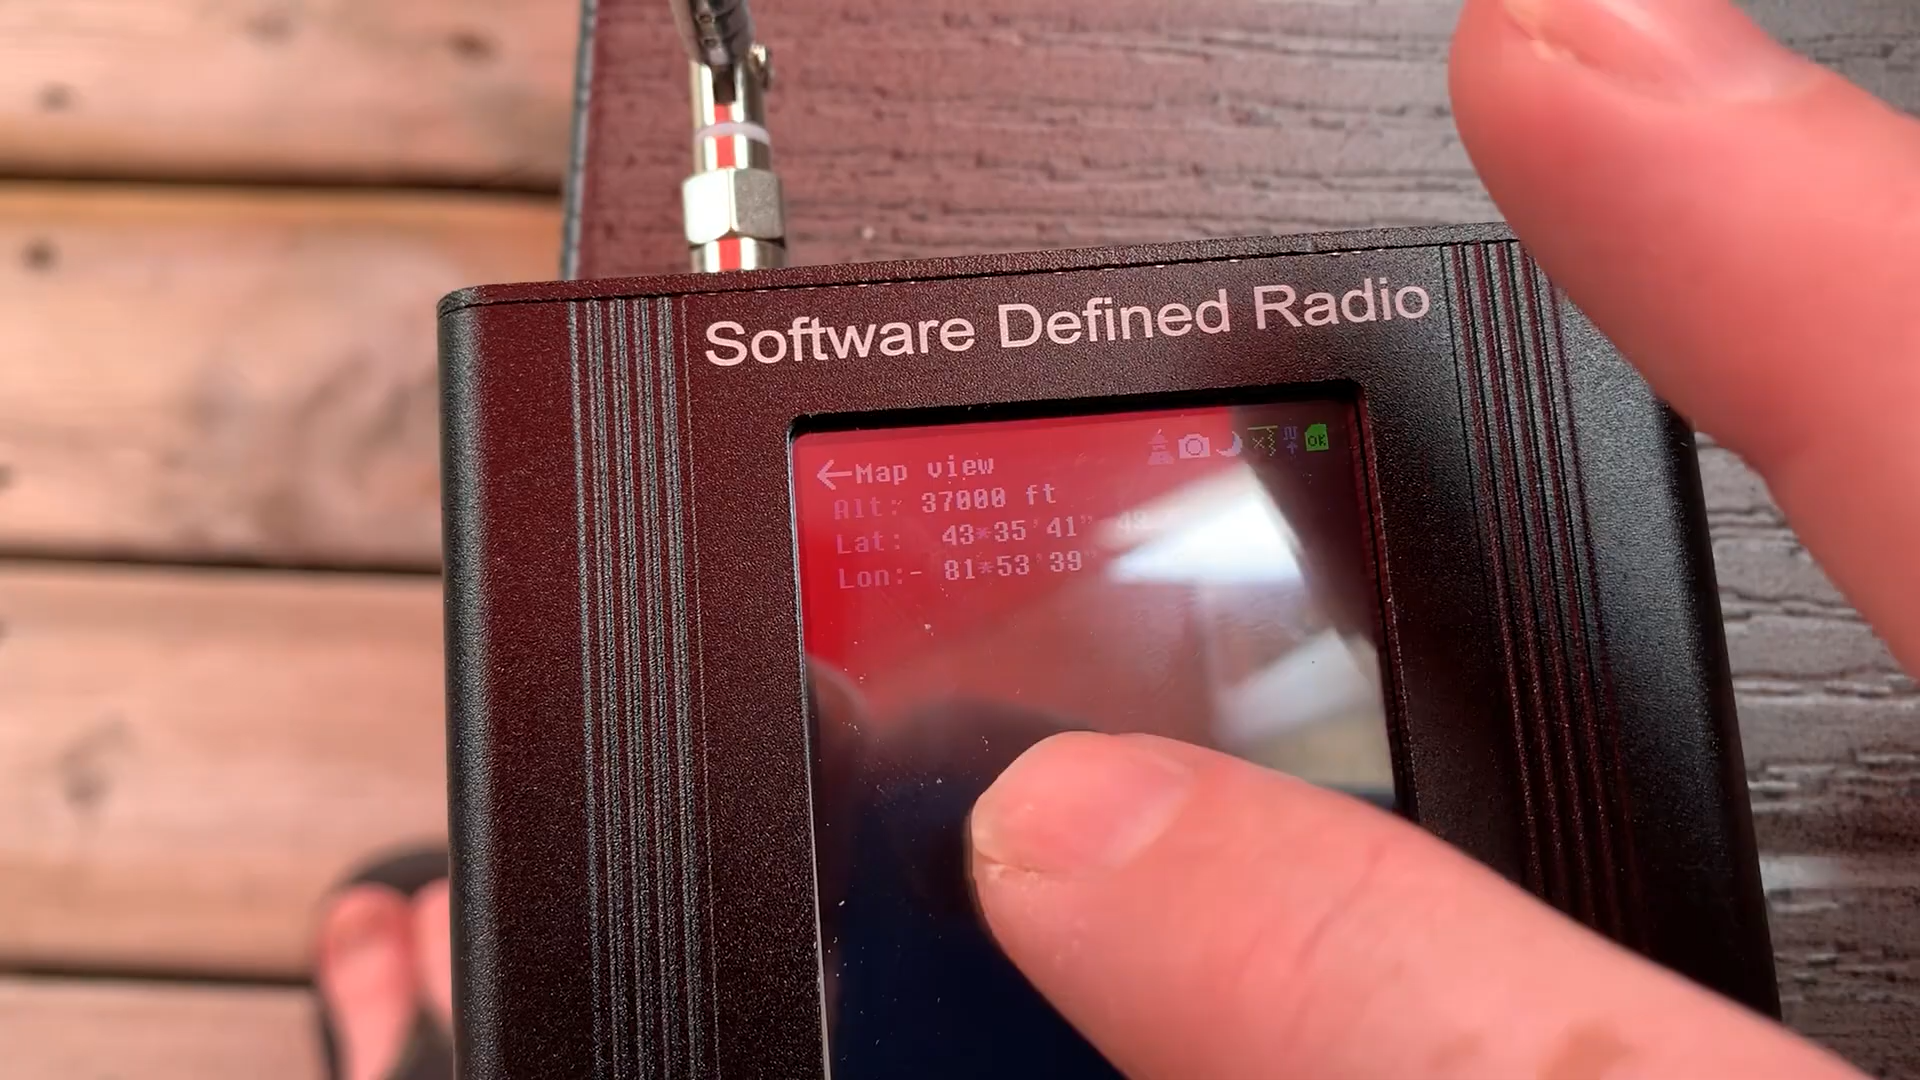 Software Defined Radio
←Map view
OK
Alt: 37000 ft
Lat: 43*35'41"
Lon:- 81*53'39"